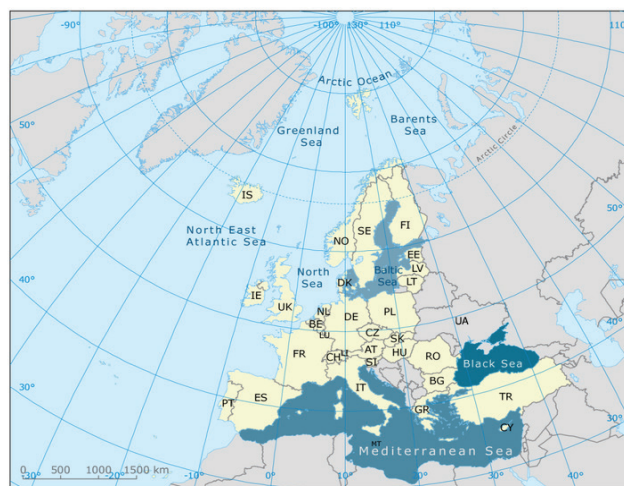 -90°
-100°
130°
100°
110°
Arctic Ocean
Barents
Sea
Greenland
Sea
Arctic Circle
50°
50°
IS
North East
Atlantic Sea
NO
SE
FI
North
Sea
Baltic
Sea
EE
LV
LT
40°
40°
DK
IE
UK
NL
BE
LU
DE
PL
UA
CZ
SK
FR
CH
LI
AT
HU
SI
RO
Black Sea
BG
30°
30°
PT
ES
IT
GR
TR
CY
MT
Mediterranean Sea
0 500 1000 1500 km
-30°
-20°
-10°
0°
10°
20°
30°